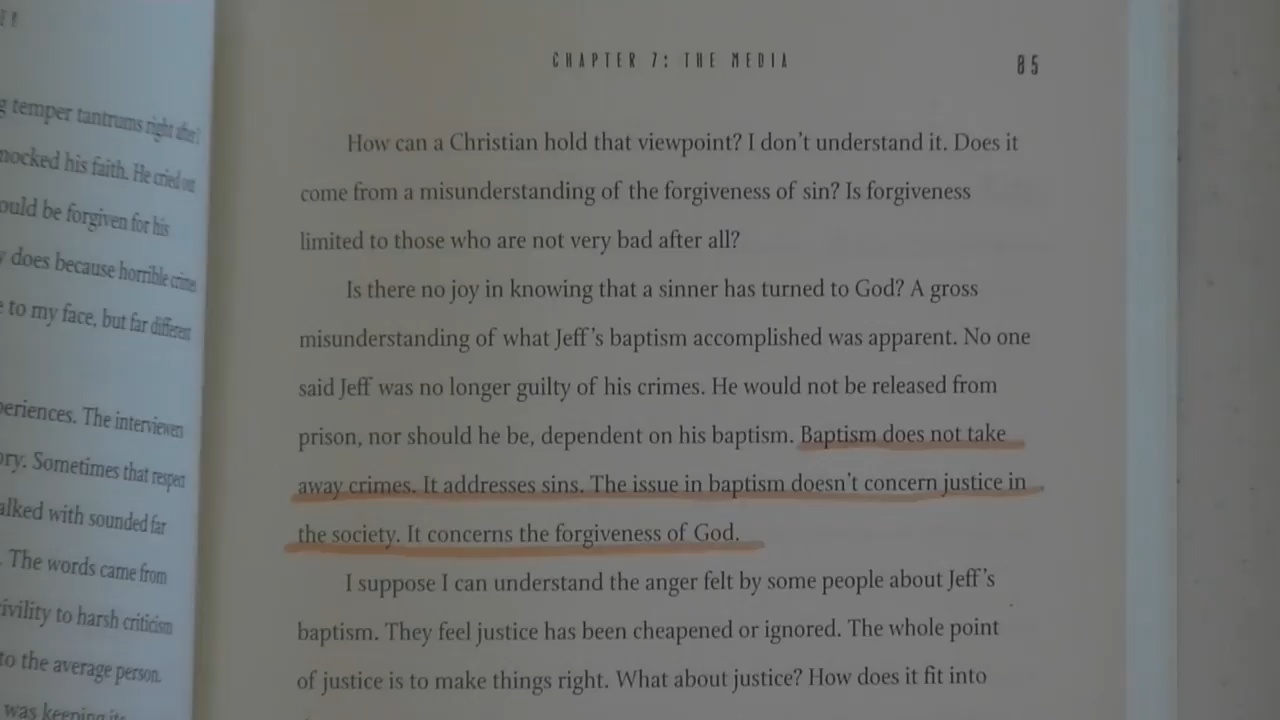 g temper tantrums right after I
mocked his faith. He cried out
ould be forgiven for his
y does because horrible crimes
e to my face, but far different
periences. The interviewers
ory. Sometimes that respect
alked with sounded far
. The words came from
ivility to harsh criticism
to the average person.
was keeping its
CHAPTER 7: THE MEDIA
85
How can a Christian hold that viewpoint? I don't understand it. Does it
come from a misunderstanding of the forgiveness of sin? Is forgiveness
limited to those who are not very bad after all?
Is there no joy in knowing that a sinner has turned to God? A gross
misunderstanding of what Jeff's baptism accomplished was apparent. No one
said Jeff was no longer guilty of his crimes. He would not be released from
prison, nor should he be, dependent on his baptism. Baptism does not take
away crimes. It addresses sins. The issue in baptism doesn't concern justice in
the society. It concerns the forgiveness of God.
I suppose I can understand the anger felt by some people about Jeff's
baptism. They feel justice has been cheapened or ignored. The whole point
of justice is to make things right. What about justice? How does it fit into